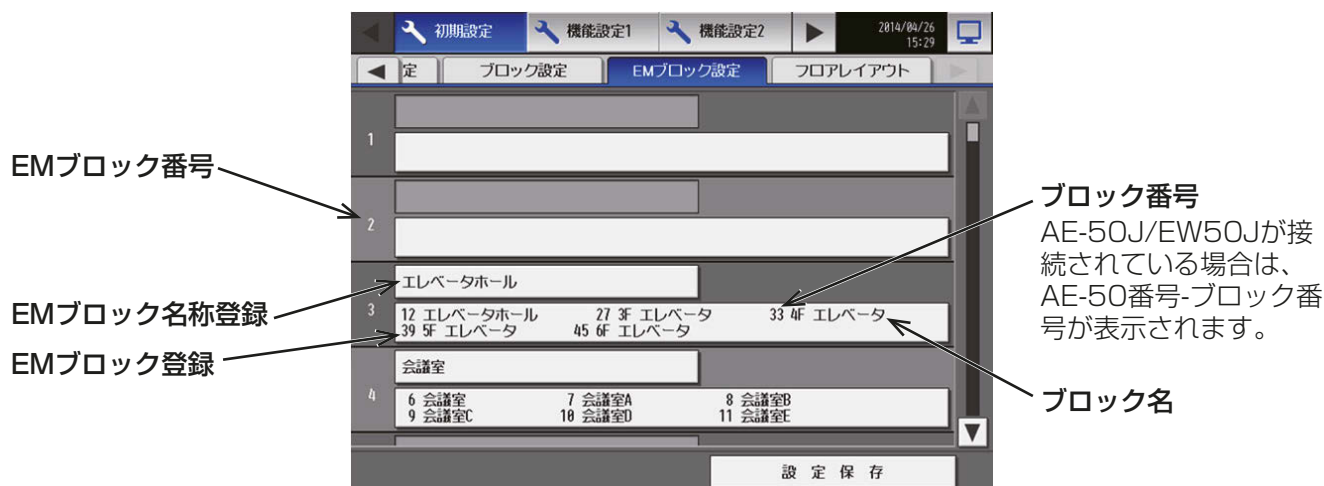 初期設定 機能設定1 機能設定2 2014/04/26
15:29
定 ブロック設定 EMブロック設定 フロアレイアウト
1
EMブロック番号
2
ブロック番号
AE-50J/EW50Jが接
続されている場合は、
AE-50番号-ブロック番
号が表示されます。
エレベータホール
EMブロック名称登録
3
12 エレベータホール 27 3F エレベータ 33 4F エレベータ
39 5F エレベータ 45 6F エレベータ
EMブロック登録
会議室
ブロック名
4
6 会議室 7 会議室A 8 会議室B
9 会議室C 10 会議室D 11 会議室E
設定保存